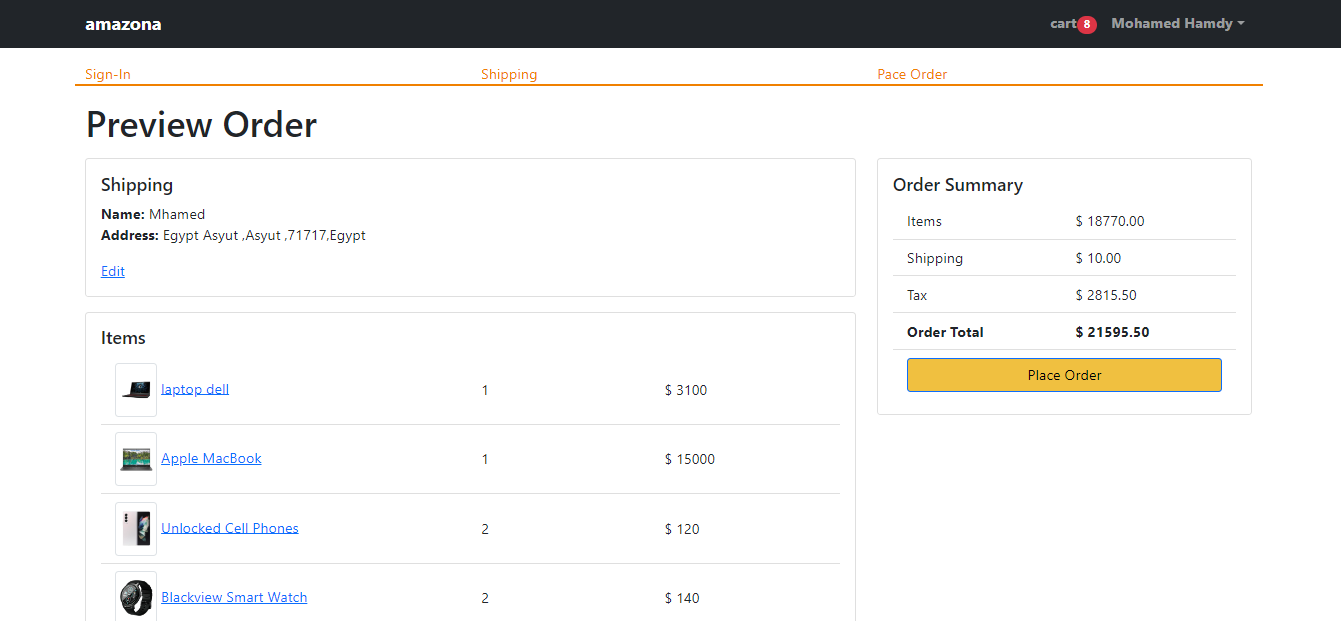 amazona
cart 8 Mohamed Hamdy
Sign-In Shipping Pace Order
Preview Order
Shipping
Name: Mhamed
Address: Egypt Asyut ,Asyut ,71717,Egypt
Edit
Items
laptop dell 1 $ 3100
Apple MacBook 1 $ 15000
Unlocked Cell Phones 2 $ 120
Blackview Smart Watch 2 $ 140
Order Summary
Items $ 18770.00
Shipping $ 10.00
Tax $ 2815.50
Order Total $ 21595.50
Place Order